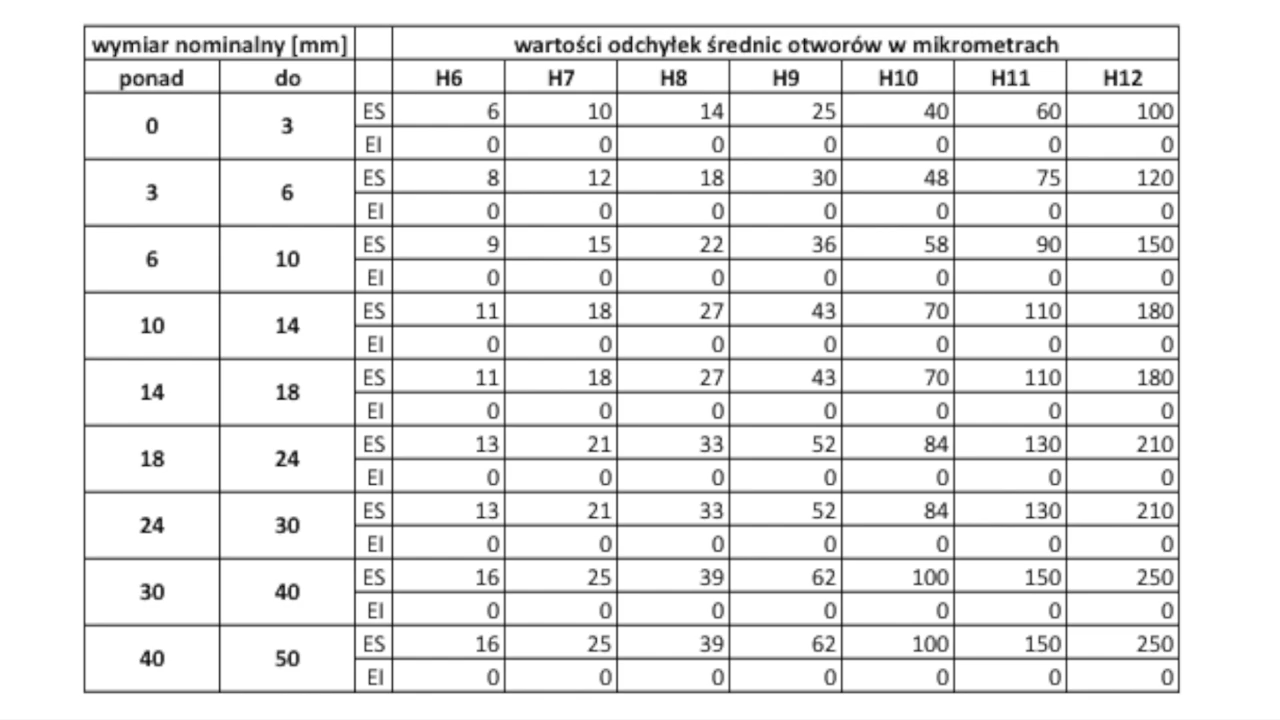 wymiar nominalny [mm] wartości odchyłek średnic otworów w mikrometrach
ponad do H6 H7 H8 H9 H10 H11 H12
0 3 ES 6 10 14 25 40 60 100
EI 0 0 0 0 0 0 0
3 6 ES 8 12 18 30 48 75 120
EI 0 0 0 0 0 0 0
6 10 ES 9 15 22 36 58 90 150
EI 0 0 0 0 0 0 0
10 14 ES 11 18 27 43 70 110 180
EI 0 0 0 0 0 0 0
14 18 ES 11 18 27 43 70 110 180
EI 0 0 0 0 0 0 0
18 24 ES 13 21 33 52 84 130 210
EI 0 0 0 0 0 0 0
24 30 ES 13 21 33 52 84 130 210
EI 0 0 0 0 0 0 0
30 40 ES 16 25 39 62 100 150 250
EI 0 0 0 0 0 0 0
40 50 ES 16 25 39 62 100 150 250
EI 0 0 0 0 0 0 0